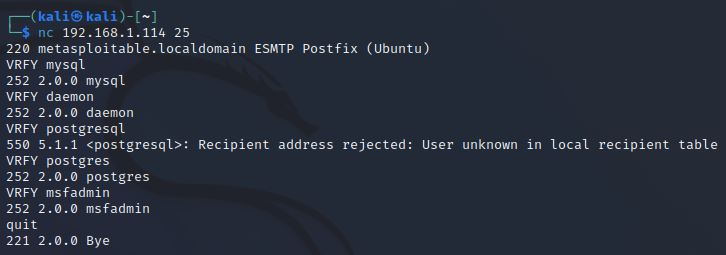 ┌──(kali㉿kali)-[~]
└─$ nc 192.168.1.114 25
220 metasploitable.localdomain ESMTP Postfix (Ubuntu)
VRFY mysql
252 2.0.0 mysql
VRFY daemon
252 2.0.0 daemon
VRFY postgresql
550 5.1.1 <postgresql>: Recipient address rejected: User unknown in local recipient table
VRFY postgres
252 2.0.0 postgres
VRFY msfadmin
252 2.0.0 msfadmin
quit
221 2.0.0 Bye